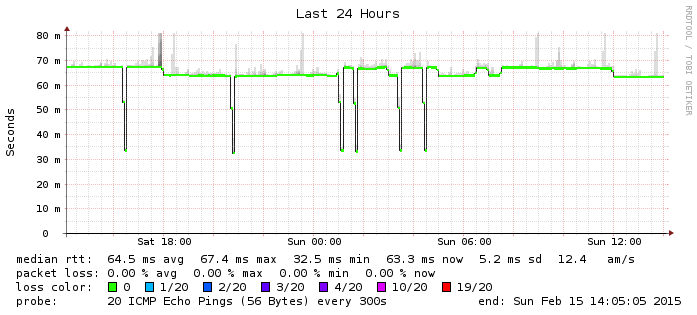 Last 24 Hours
RRDTOOL / TOBI OETIKER
Seconds
80 m
70 m
60 m
50 m
40 m
30 m
20 m
10 m
0
Sat 18:00 Sun 00:00 Sun 06:00 Sun 12:00
median rtt: 64.5 ms avg 67.4 ms max 32.5 ms min 63.3 ms now 5.2 ms sd 12.4 am/s
packet loss: 0.00 % avg 0.00 % max 0.00 % min 0.00 % now
loss color: 0 1/20 2/20 3/20 4/20 10/20 19/20
probe: 20 ICMP Echo Pings (56 Bytes) every 300s end: Sun Feb 15 14:05:05 2015